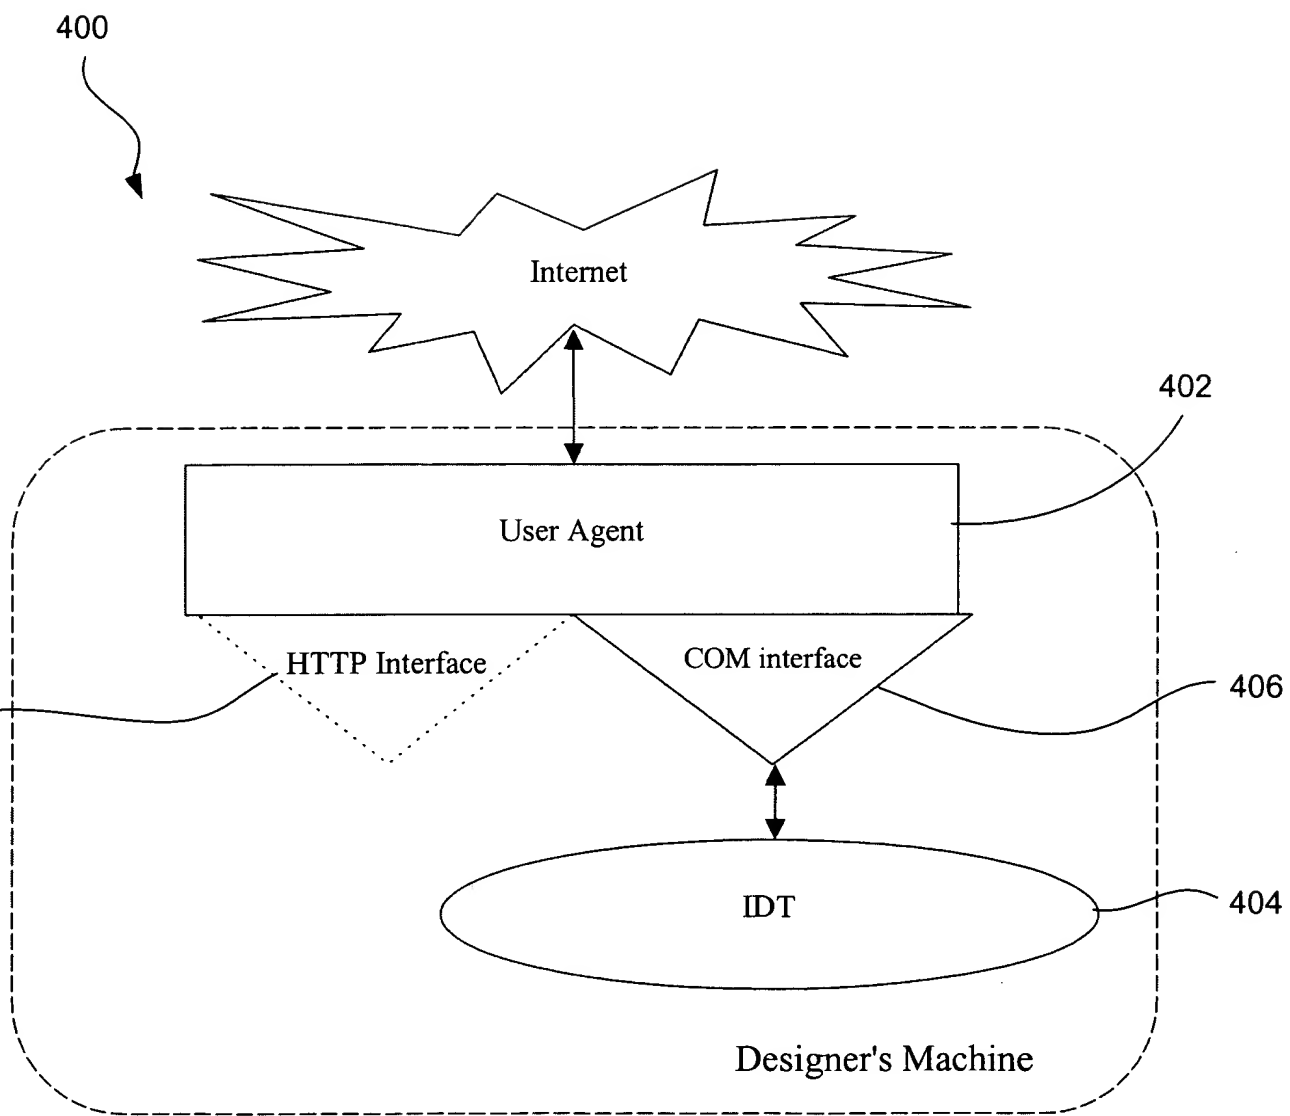 400
Internet
402
User Agent
HTTP Interface
COM interface
406
IDT
404
Designer's Machine